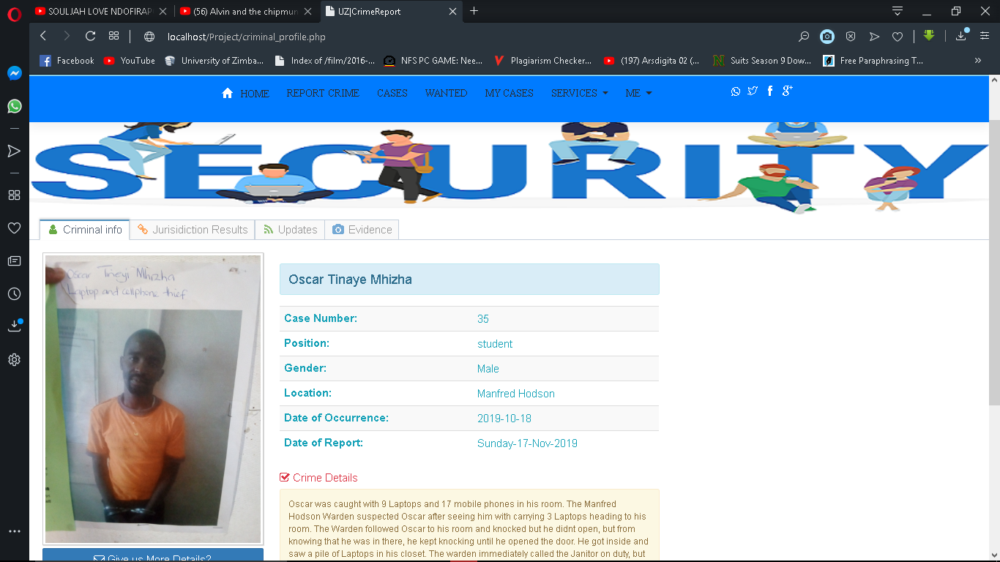 SOULJAH LOVE NDOFIRAP
(56) Alvin and the chipmun
UZ|CrimeReport
localhost/Project/criminal_profile.php
Facebook
YouTube
University of Zimba...
Index of /film/2016-...
NFS PC GAME: Nee...
Plagiarism Checker...
(197) Arsdigita 02 (...
Suits Season 9 Dow...
Free Paraphrasing T...
»
HOME REPORT CRIME CASES WANTED MY CASES SERVICES ME
SECURITY
Criminal info
Jurisidiction Results
Updates
Evidence
Oscar Tineyi Mhizha
Laptop and cellphone thief
Oscar Tinaye Mhizha
Case Number: 35
Position: student
Gender: Male
Location: Manfred Hodson
Date of Occurrence: 2019-10-18
Date of Report: Sunday-17-Nov-2019
Crime Details
Oscar was caught with 9 Laptops and 17 mobile phones in his room. The Manfred
Hodson Warden suspected Oscar after seeing him with carrying 3 Laptops heading to his
room. The Warden followed Oscar to his room and knocked but he didnt open, but from
knowing that he was in there, he kept knocking until he opened the door. He got inside and
saw a pile of Laptops in his closet. The warden immediately called the Janitor on duty, but
Give us More Details?